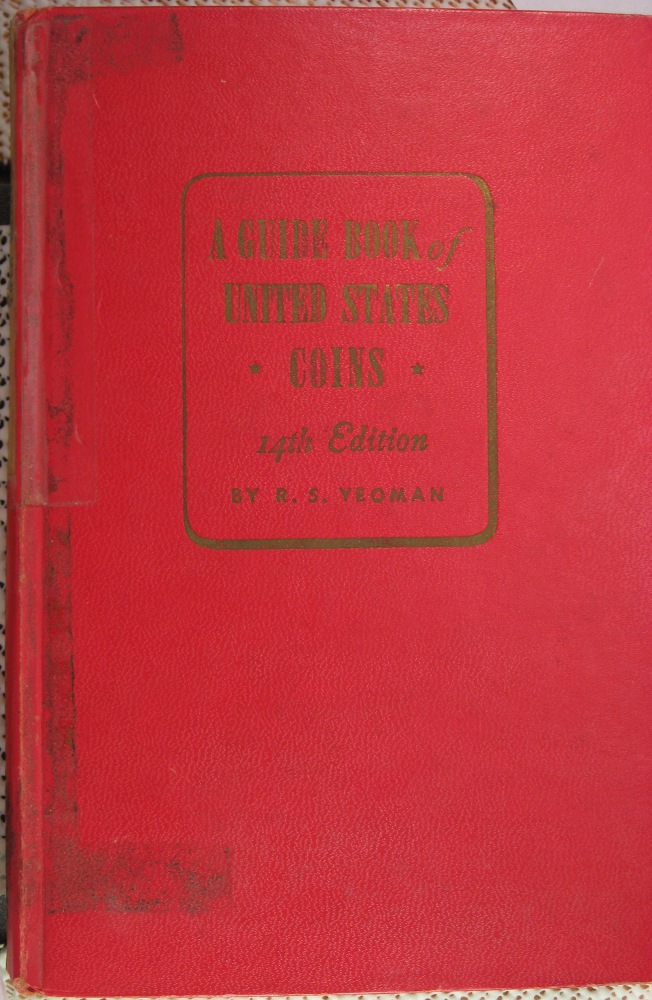 A GUIDE BOOK of
UNITED STATES
★ COINS ★
14th Edition
BY R. S. YEOMAN